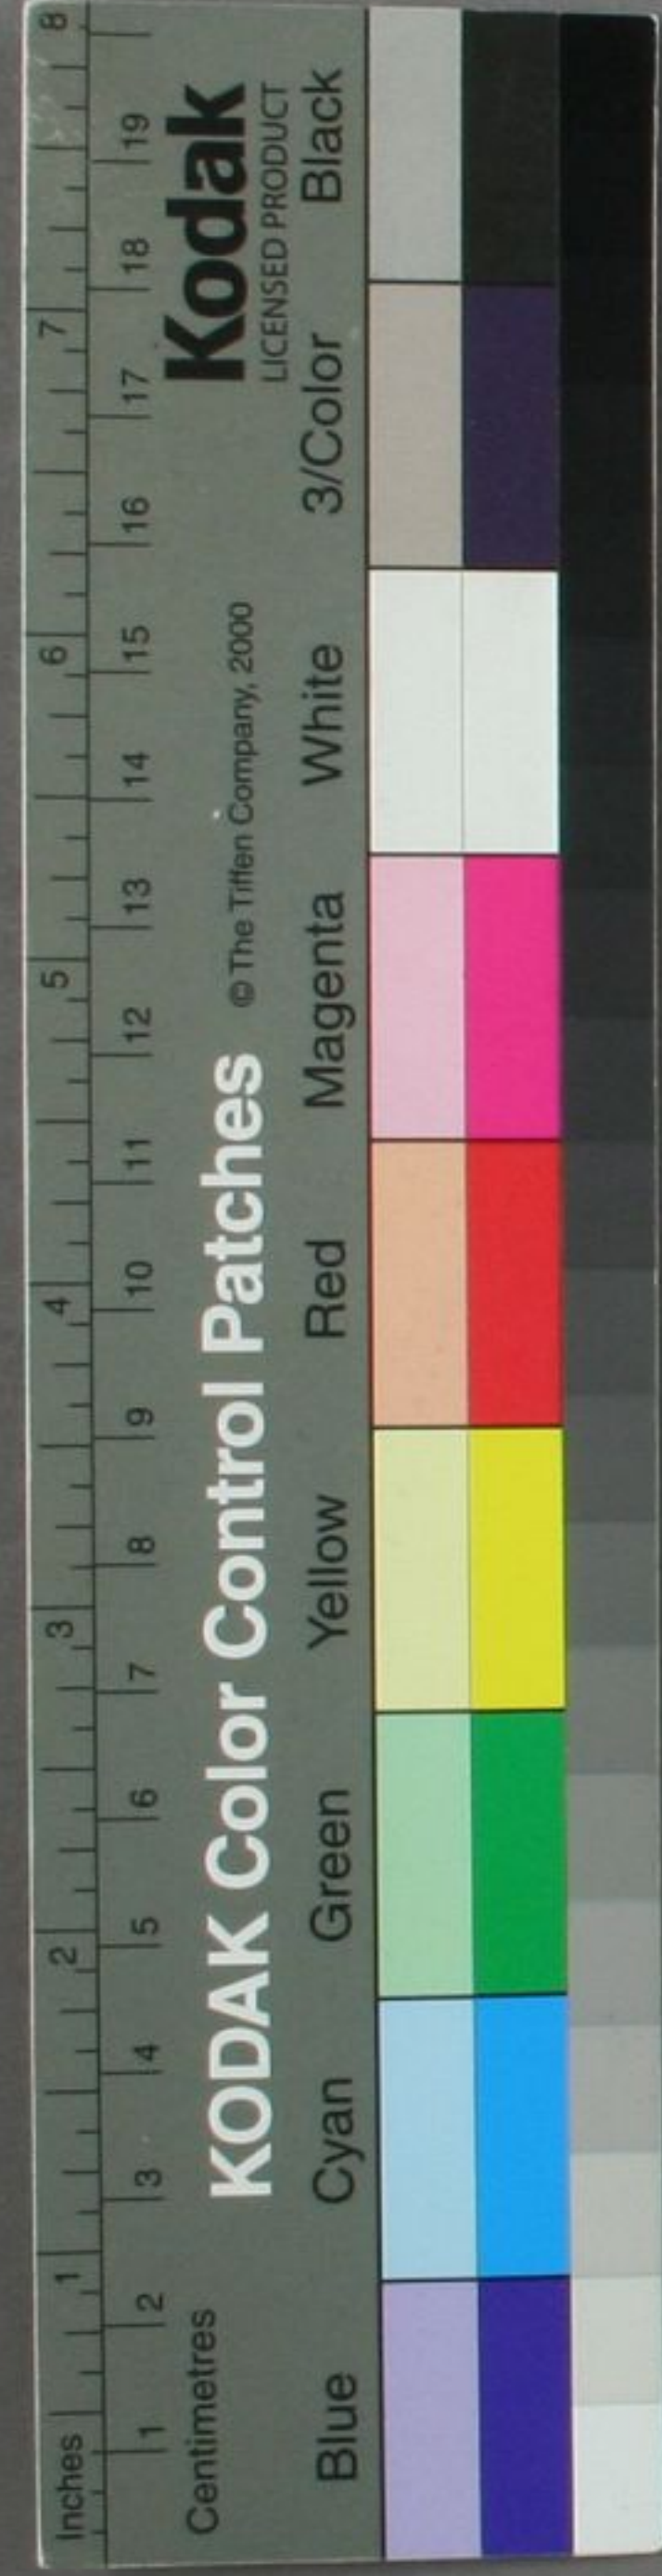 Inches 1 2 3 4 5 6 7 8
Centimetres 1 2 3 4 5 6 7 8 9 10 11 12 13 14 15 16 17 18 19
KODAK Color Control Patches © The Tiffen Company, 2000 Kodak
LICENSED PRODUCT
Blue Cyan Green Yellow Red Magenta White 3/Color Black